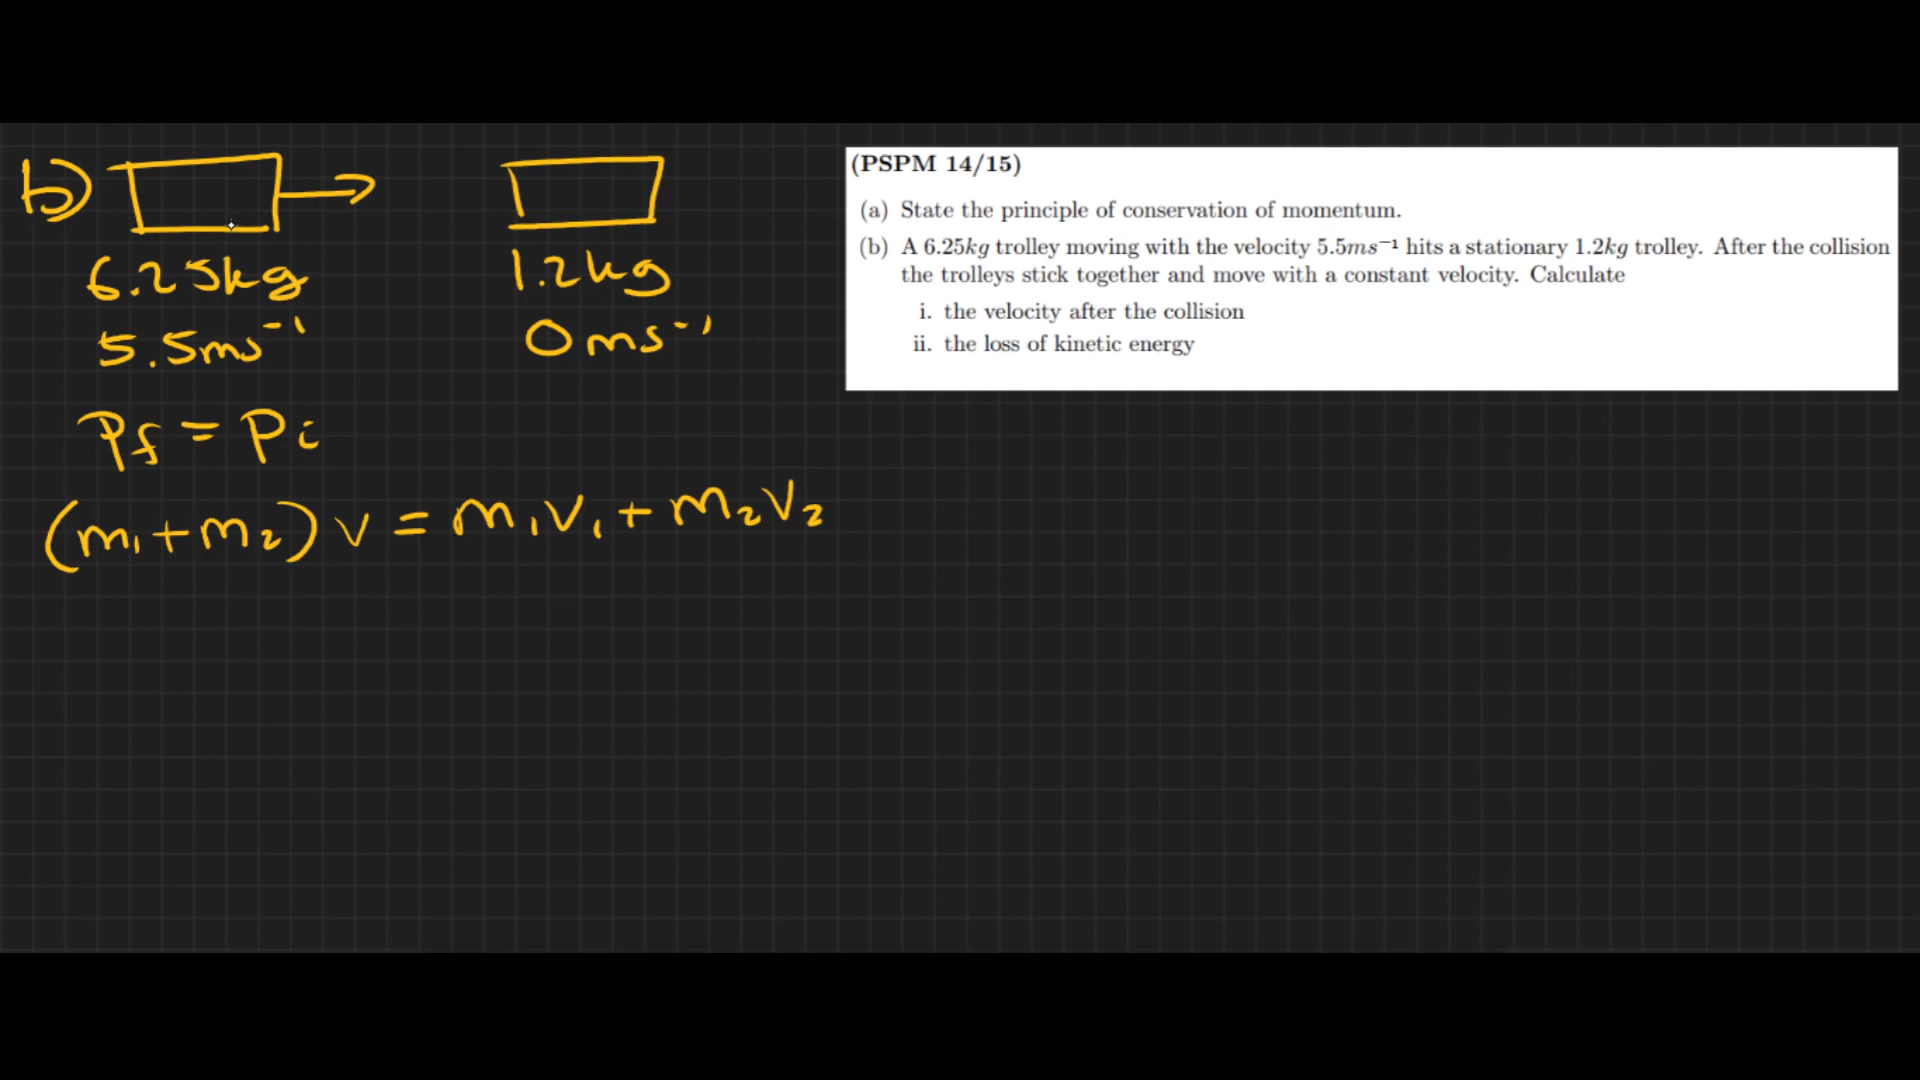 b)
6.25kg
5.5ms⁻¹
1.2kg
0ms⁻¹
Pf = Pi
(m₁+m₂)v = m₁v₁+m₂v₂
(PSPM 14/15)
(a) State the principle of conservation of momentum.
(b) A 6.25kg trolley moving with the velocity 5.5ms⁻¹ hits a stationary 1.2kg trolley. After the collision
the trolleys stick together and move with a constant velocity. Calculate
i. the velocity after the collision
ii. the loss of kinetic energy